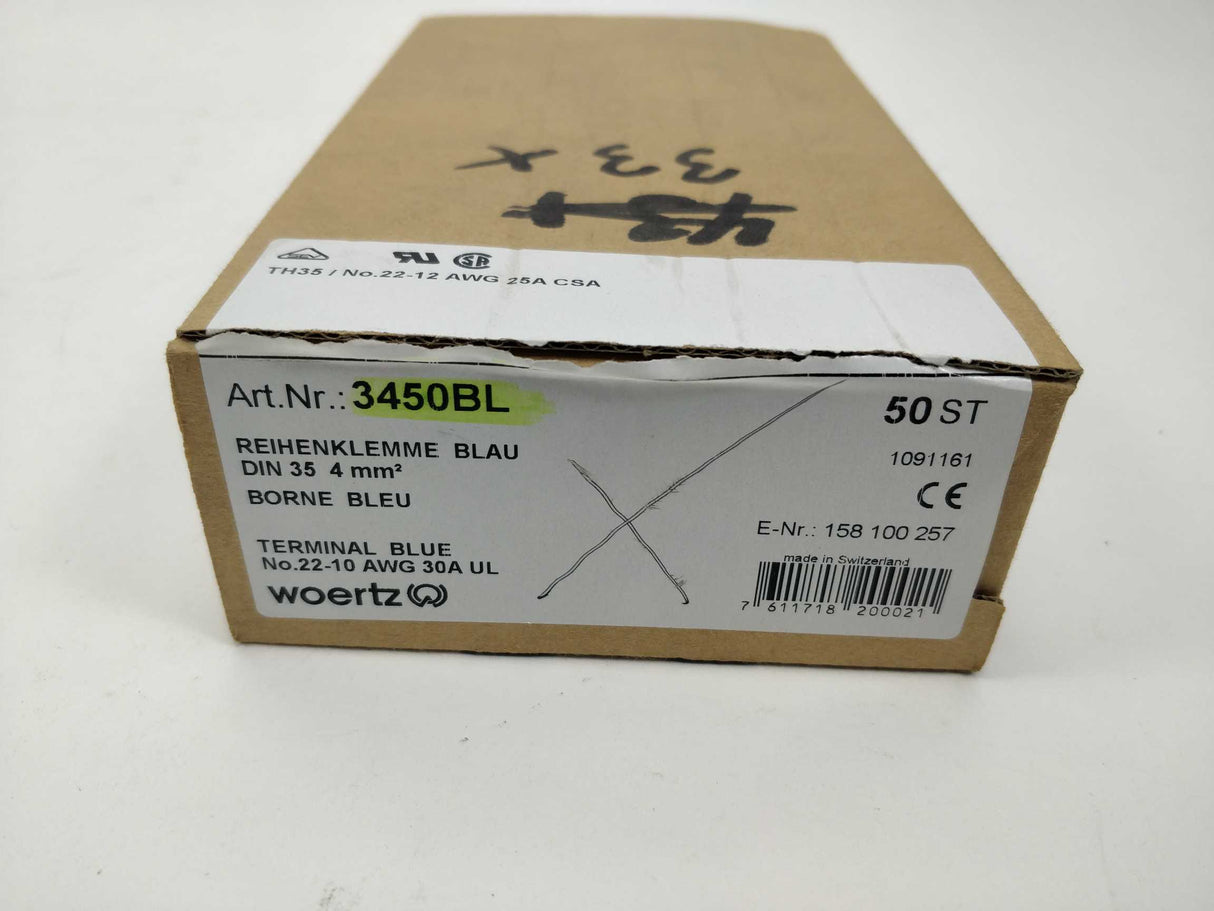 33 x
TH35 / No.22-12 AWG 25A CSA
Art.Nr.: 3450BL
50 ST
REIHENKLEMME BLAU
DIN 35 4 mm²
1091161
BORNE BLEU
CE
E-Nr.: 158 100 257
TERMINAL BLUE
No.22-10 AWG 30A UL
made in Switzerland
woertz
7 611718 200021